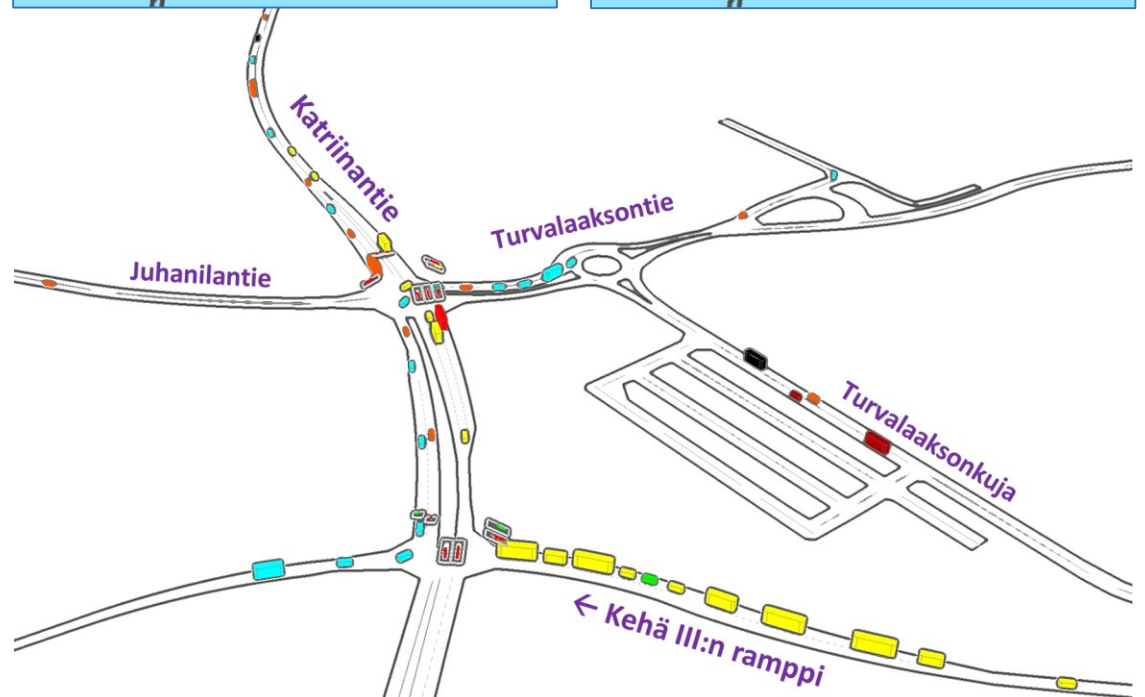 Katriinantie
Turvalaaksontie
Juhanilantie
Turvalaaksonkuja
← Kehä III:n ramppi